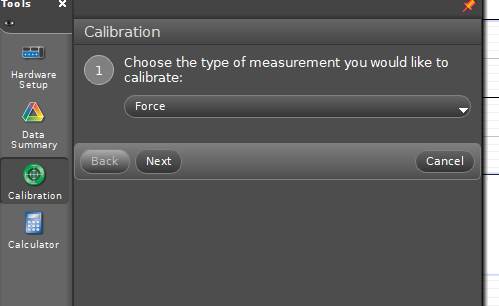 Tools
Calibration
1
Choose the type of measurement you would like to
calibrate:
Force
Back
Next
Cancel
Hardware
Setup
Data
Summary
Calibration
Calculator